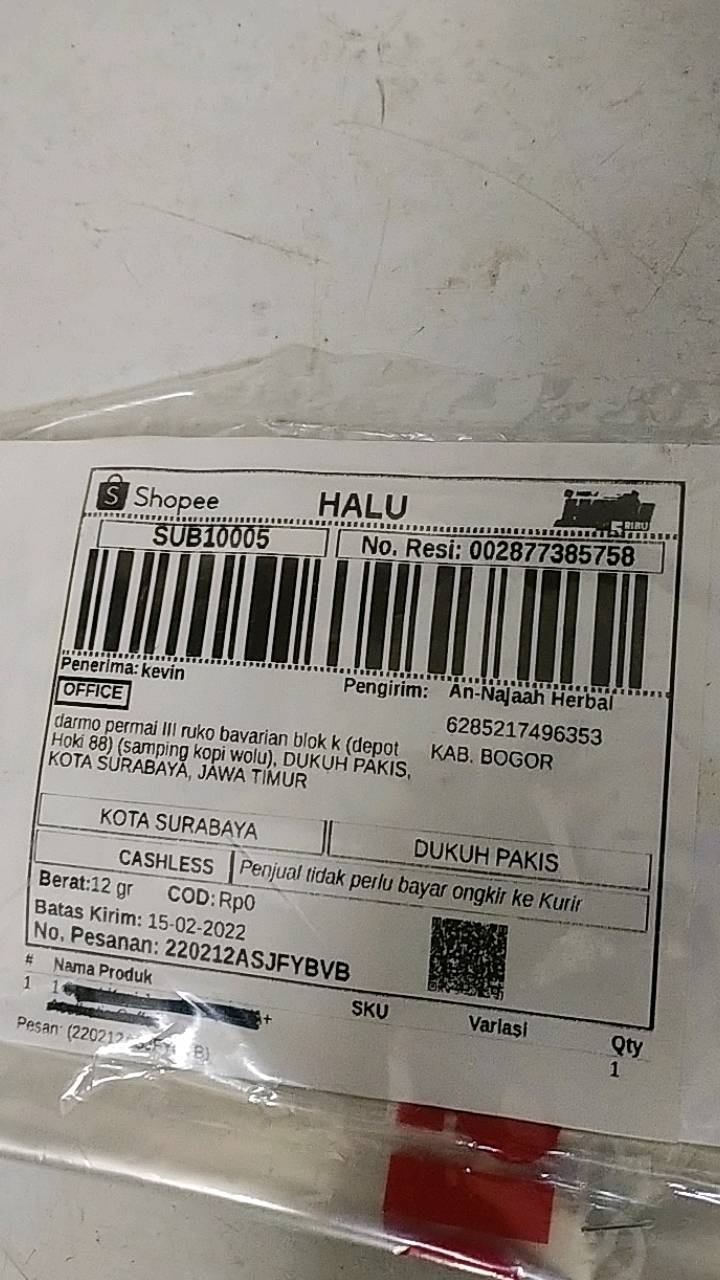 Shopee
HALU
5 RIBU
SUB10005
No. Resi: 002877385758
Penerima: kevin
OFFICE
Pengirim: An-Najaah Herbal
6285217496353
KAB. BOGOR
darmo permai III ruko bavarian blok k (depot
Hoki 88) (samping kopi wolu), DUKUH PAKIS,
KOTA SURABAYA, JAWA TIMUR
KOTA SURABAYA
DUKUH PAKIS
CASHLESS
Penjual tidak perlu bayar ongkir ke Kurir
Berat:12 gr
COD: Rp0
Batas Kirim: 15-02-2022
No. Pesanan: 220212ASJFYBVB
# Nama Produk
SKU
Variasi
Qty
1
1
Pesan: